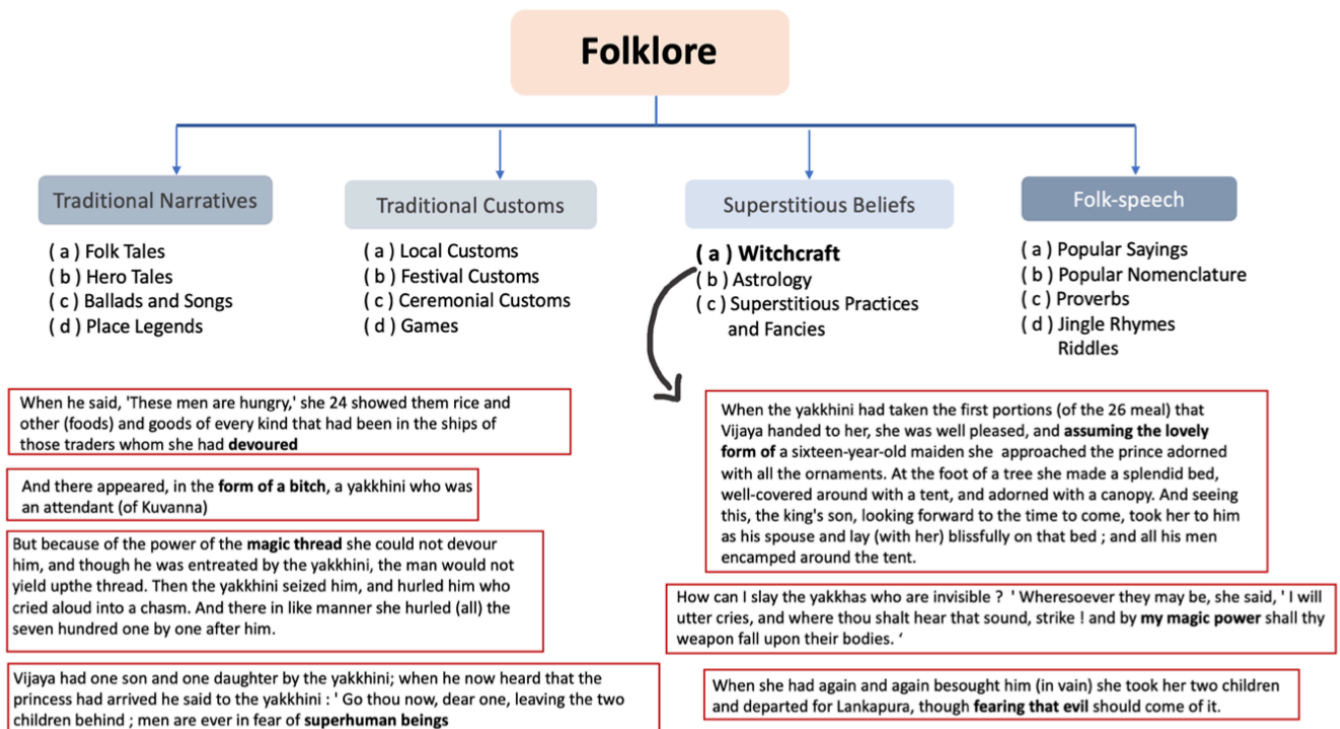 Folklore
Traditional Narratives
( a ) Folk Tales
( b ) Hero Tales
( c ) Ballads and Songs
( d ) Place Legends
Traditional Customs
( a ) Local Customs
( b ) Festival Customs
( c ) Ceremonial Customs
( d ) Games
Superstitious Beliefs
( a ) Witchcraft
( b ) Astrology
( c ) Superstitious Practices
and Fancies
Folk-speech
( a ) Popular Sayings
( b ) Popular Nomenclature
( c ) Proverbs
( d ) Jingle Rhymes
Riddles
When he said, 'These men are hungry,' she 24 showed them rice and
other (foods) and goods of every kind that had been in the ships of
those traders whom she had devoured
And there appeared, in the form of a bitch, a yakkhini who was
an attendant (of Kuvanna)
But because of the power of the magic thread she could not devour
him, and though he was entreated by the yakkhini, the man would not
yield upthe thread. Then the yakkhini seized him, and hurled him who
cried aloud into a chasm. And there in like manner she hurled (all) the
seven hundred one by one after him.
Vijaya had one son and one daughter by the yakkhini; when he now heard that the
princess had arrived he said to the yakkhini : ' Go thou now, dear one, leaving the two
children behind ; men are ever in fear of superhuman beings
When the yakkhini had taken the first portions (of the 26 meal) that
Vijaya handed to her, she was well pleased, and assuming the lovely
form of a sixteen-year-old maiden she approached the prince adorned
with all the ornaments. At the foot of a tree she made a splendid bed,
well-covered around with a tent, and adorned with a canopy. And seeing
this, the king's son, looking forward to the time to come, took her to him
as his spouse and lay (with her) blissfully on that bed ; and all his men
encamped around the tent.
How can I slay the yakkhas who are invisible ? ' Wheresoever they may be, she said, ' I will
utter cries, and where thou shalt hear that sound, strike ! and by my magic power shall thy
weapon fall upon their bodies. ‘
When she had again and again besought him (in vain) she took her two children
and departed for Lankapura, though fearing that evil should come of it.